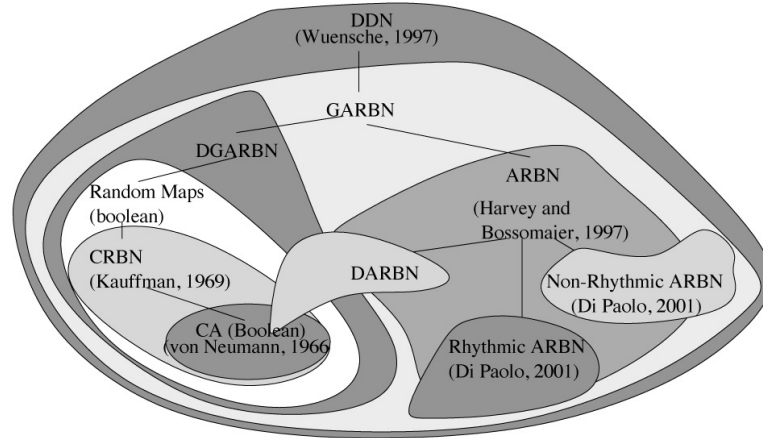 DDN
(Wuensche, 1997)
GARBN
DGARBN
ARBN
Random Maps
(boolean)
(Harvey and
Bossomaier, 1997)
CRBN
(Kauffman, 1969)
DARBN
Non-Rhythmic ARBN
(Di Paolo, 2001)
CA (Boolean)
(von Neumann, 1966
Rhythmic ARBN
(Di Paolo, 2001)